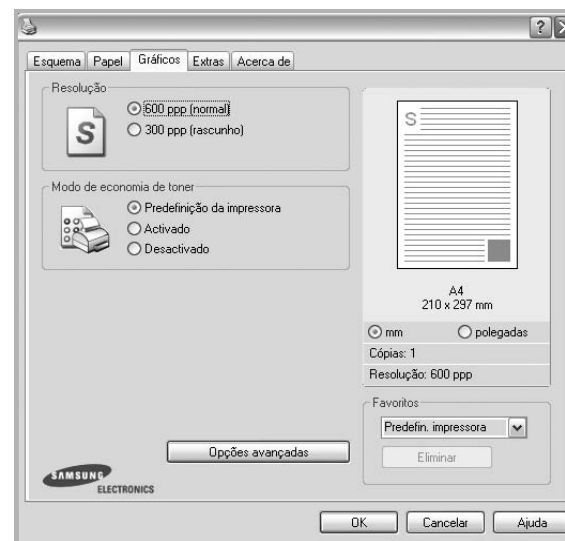 ?
Esquema Papel Gráficos Extras Acerca de
Resolução
S
600 ppp (normal)
300 ppp (rascunho)
Modo de economia de toner
Predefinição da impressora
Activado
Desactivado
S
A4
210 x 297 mm
mm polegadas
Cópias: 1
Resolução: 600 ppp
Favoritos
Predefin. impressora
Eliminar
Opções avançadas
SAMSUNG
ELECTRONICS
OK Cancelar Ajuda